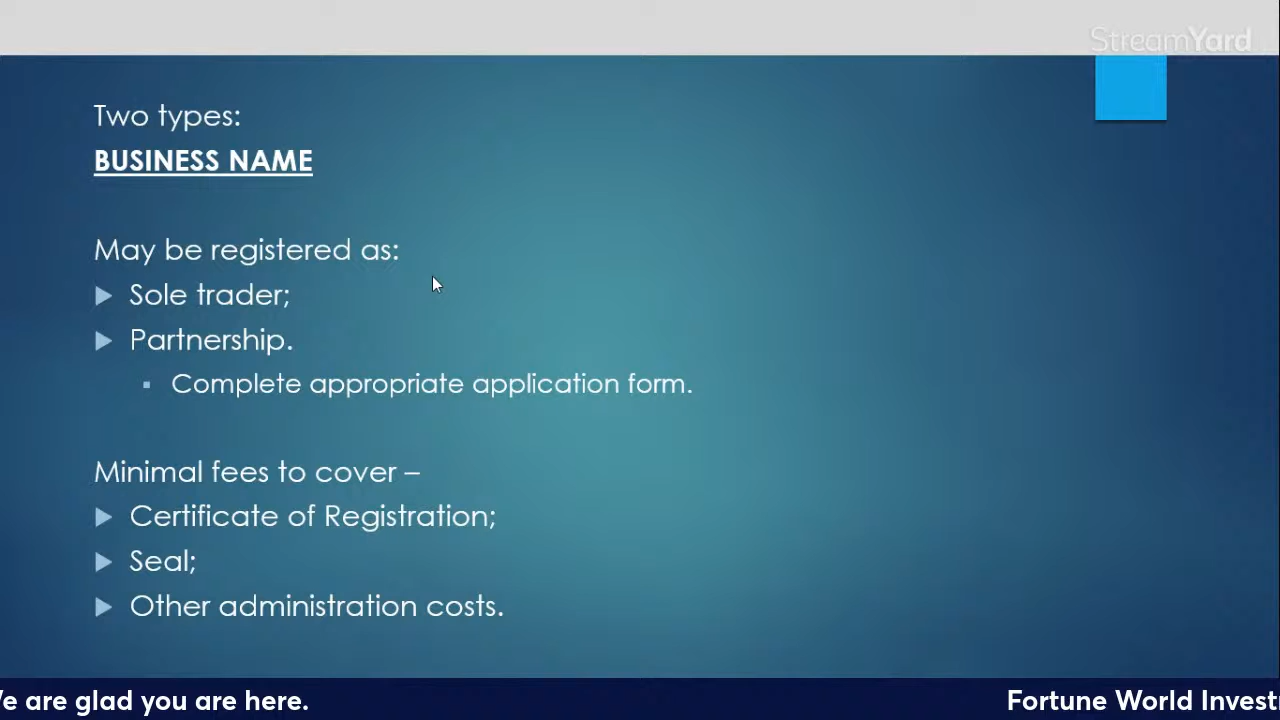 StreamYard
Two types:
BUSINESS NAME
May be registered as:
Sole trader;
Partnership.
Complete appropriate application form.
Minimal fees to cover –
Certificate of Registration;
Seal;
Other administration costs.
are glad you are here.
Fortune World